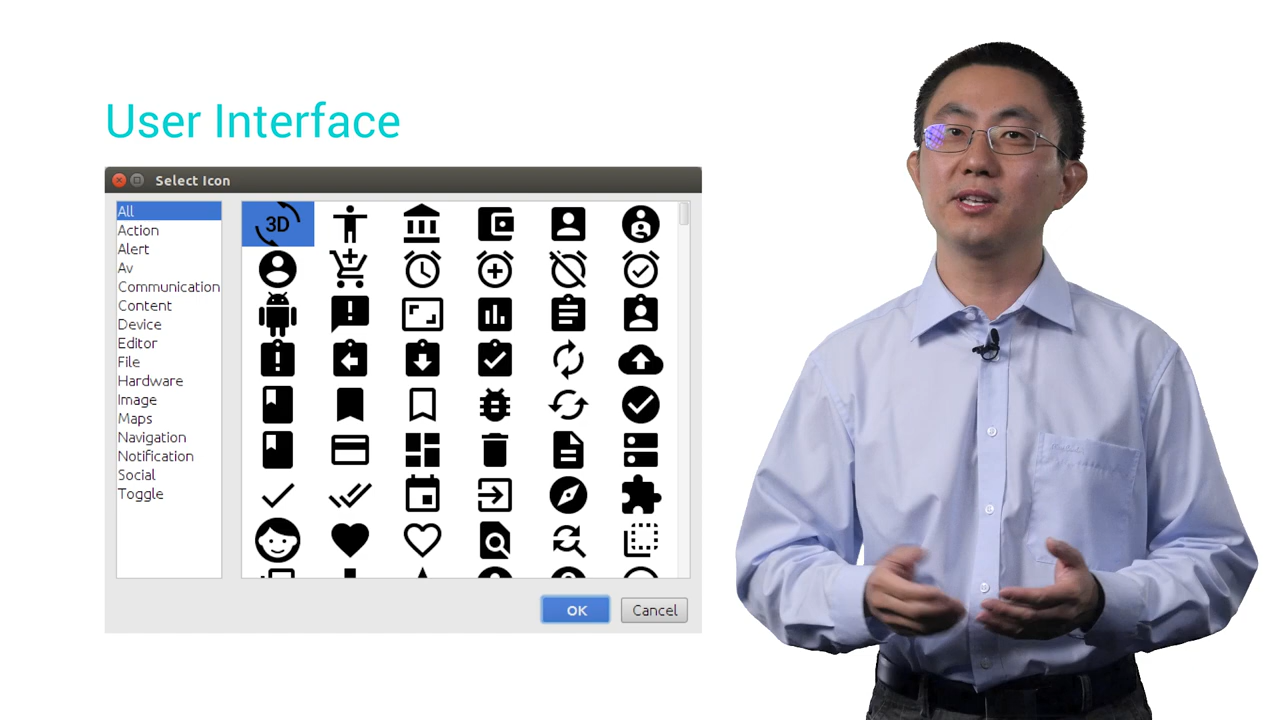 User Interface
Select Icon
All
Action
Alert
Av
Communication
Content
Device
Editor
File
Hardware
Image
Maps
Navigation
Notification
Social
Toggle
3D
OK
Cancel